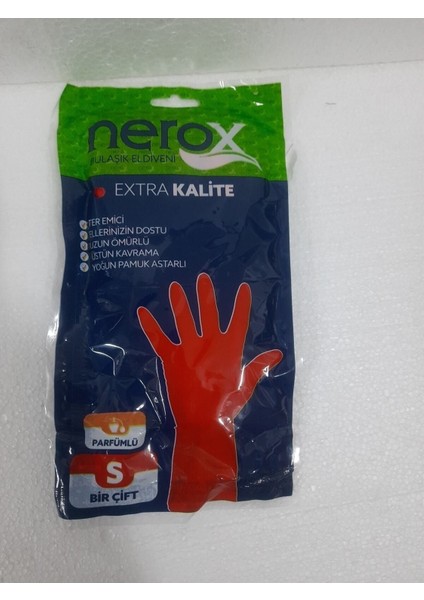 nerox
BULAŞIK ELDİVENİ
EXTRA KALİTE
TER EMİCİ
ELLERİNİZİN DOSTU
UZUN ÖMÜRLÜ
ÜSTÜN KAVRAMA
YOĞUN PAMUK ASTARLI
PARFÜMLÜ
S
BİR ÇİFT